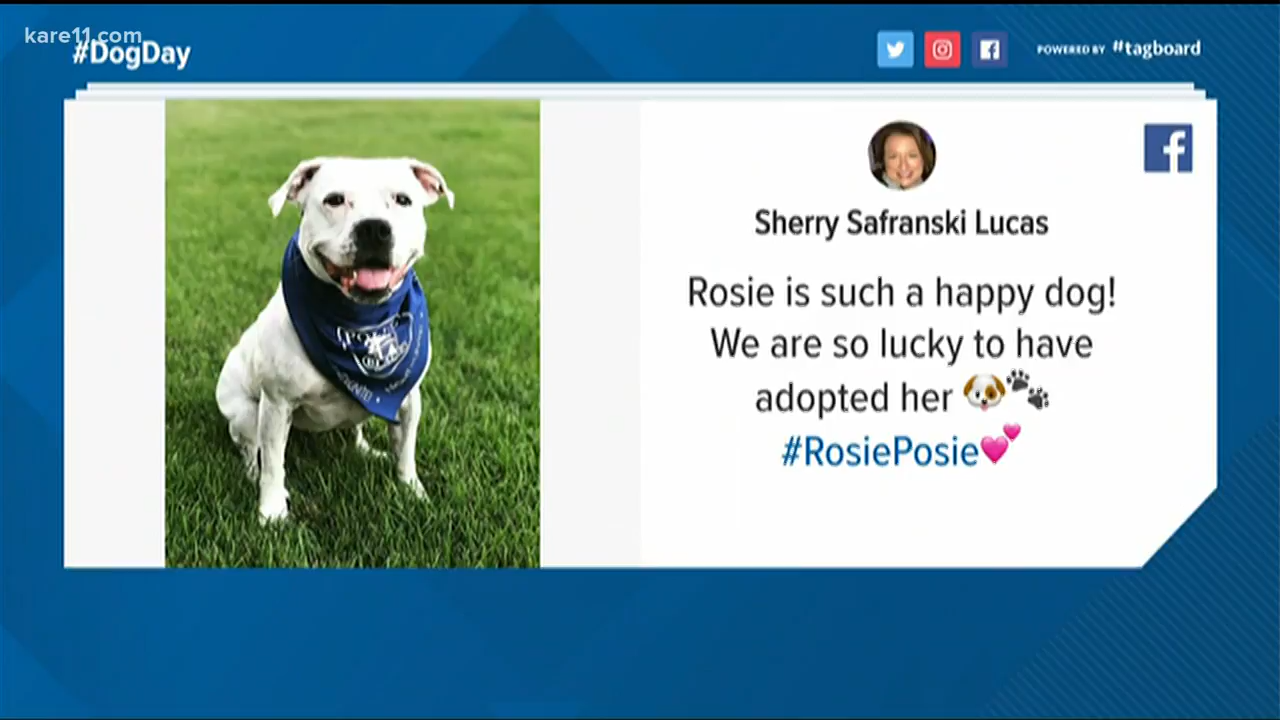 kare11.com
#DogDay
POWERED BY #tagboard
Sherry Safranski Lucas
Rosie is such a happy dog!
We are so lucky to have
adopted her 🐶🐾
#RosiePosie💕